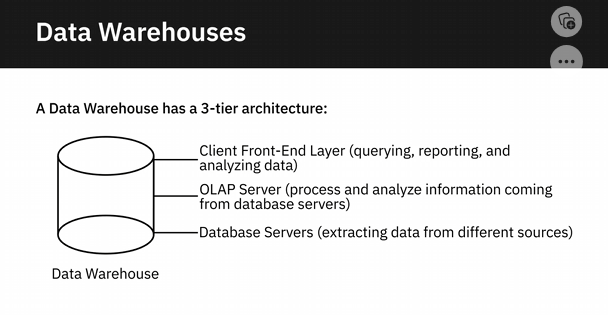 Data Warehouses
A Data Warehouse has a 3-tier architecture:
Client Front-End Layer (querying, reporting, and
analyzing data)
OLAP Server (process and analyze information coming
from database servers)
Database Servers (extracting data from different sources)
Data Warehouse